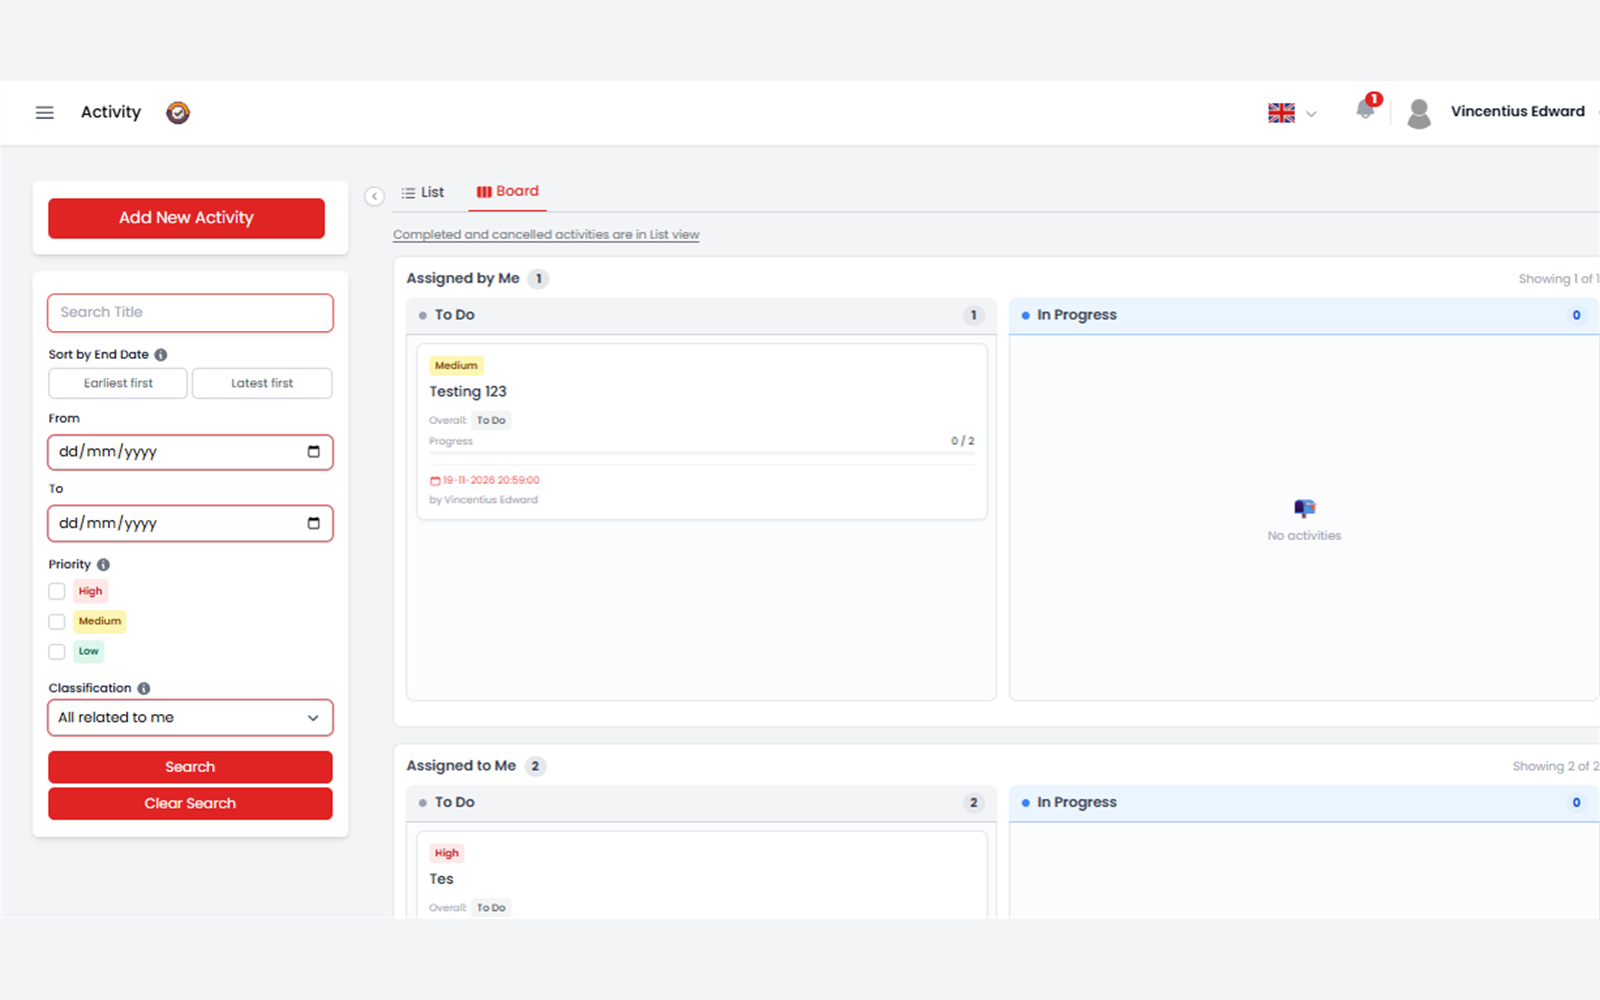 Activity
1
Vincentius Edward
Add New Activity
Search Title
Sort by End Date
Earliest first
Latest first
From
dd/mm/yyyy
To
dd/mm/yyyy
Priority
High
Medium
Low
Classification
All related to me
Search
Clear Search
List
Board
Completed and cancelled activities are in List view
Assigned by Me 1
Showing 1 of 1
To Do 1
Medium
Testing 123
Overall: To Do
Progress 0 / 2
19-11-2026 20:59:00
by Vincentius Edward
In Progress 0
No activities
Assigned to Me 2
Showing 2 of 2
To Do 2
High
Tes
Overall: To Do
In Progress 0